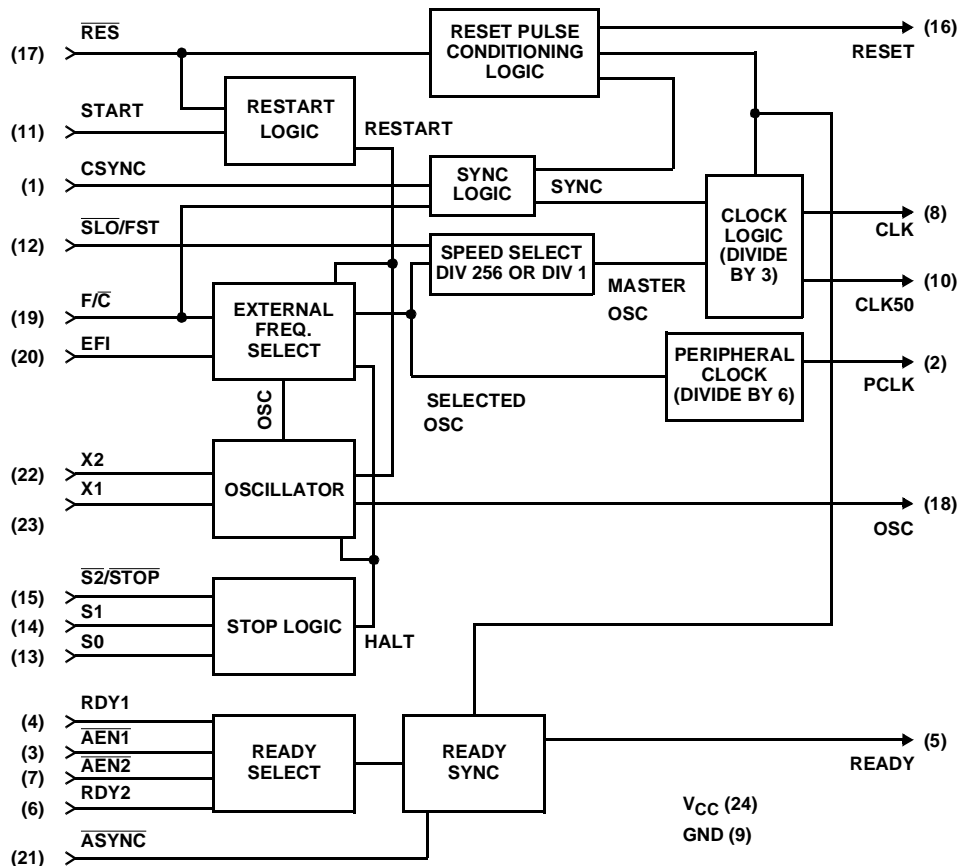 RES
(17)
START
(11)
CSYNC
(1)
SLO/FST
(12)
F/C
(19)
EFI
(20)
X2
(22)
X1
(23)
S2/STOP
(15)
S1
(14)
S0
(13)
RDY1
(4)
AEN1
(3)
AEN2
(7)
RDY2
(6)
ASYNC
(21)
RESTART
LOGIC
RESTART
RESET PULSE
CONDITIONING
LOGIC
SYNC
LOGIC
SYNC
SPEED SELECT
DIV 256 OR DIV 1
MASTER
OSC
CLOCK
LOGIC
(DIVIDE
BY 3)
EXTERNAL
FREQ.
SELECT
OSC
SELECTED
OSC
PERIPHERAL
CLOCK
(DIVIDE BY 6)
OSCILLATOR
STOP LOGIC
HALT
READY
SELECT
READY
SYNC
(16)
RESET
(8)
CLK
(10)
CLK50
(2)
PCLK
(18)
OSC
(5)
READY
VCC (24)
GND (9)